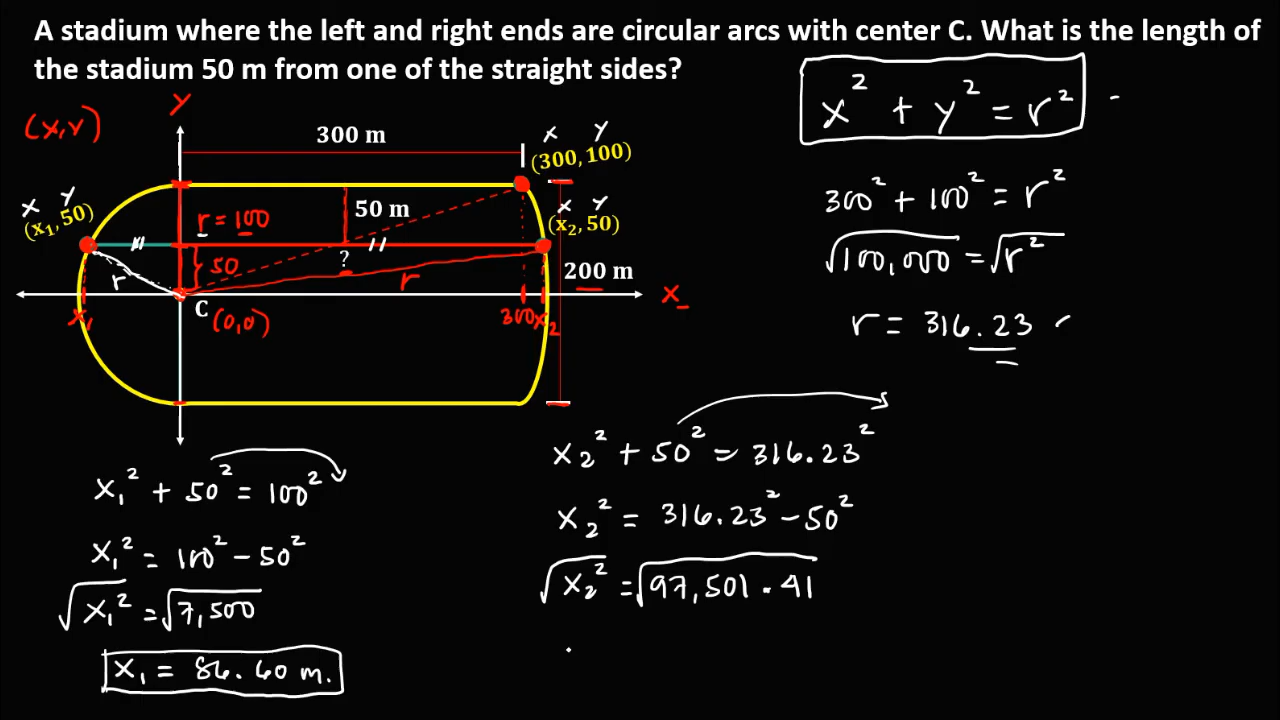 A stadium where the left and right ends are circular arcs with center C. What is the length of
the stadium 50 m from one of the straight sides?
x² + y² = r²
Y
(x,y)
300 m
X Y
(300, 100)
X Y
(x₁, 50)
r = 100
50 m
X Y
(x₂, 50)
50
?
r
r
200 m
C
(0,0)
X
x₁
300
x₂
300² + 100² = r²
√100,000 = √r²
r = 316.23
x₁² + 50² = 100²
x₁² = 100² - 50²
√x₁² = √7,500
x₁ = 86.60 m.
x₂² + 50² = 316.23²
x₂² = 316.23² - 50²
√x₂² = √97,501.41